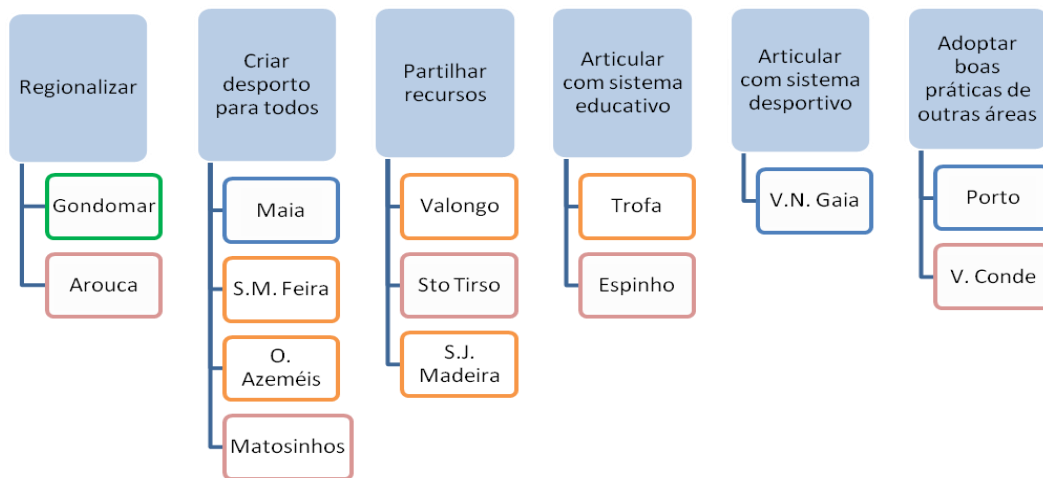 Regionalizar
Gondomar
Arouca
Criar
desporto
para todos
Maia
S.M. Feira
O.
Azeméis
Matosinhos
Partilhar
recursos
Valongo
Sto Tirso
S.J.
Madeira
Articular
com sistema
educativo
Trofa
Espinho
Articular
com sistema
desportivo
V.N. Gaia
Adoptar
boas
práticas de
outras áreas
Porto
V. Conde